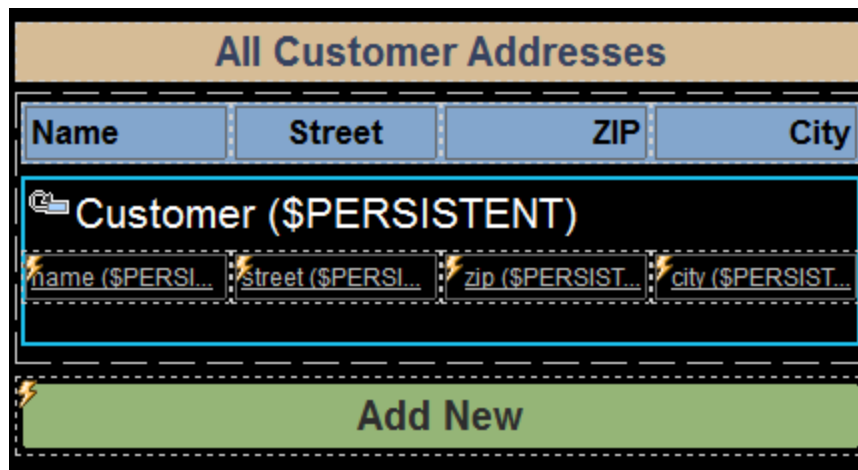 All Customer Addresses
Name Street ZIP City
Customer ($PERSISTENT)
name ($PERSI... street ($PERSI... zip ($PERSIST... city ($PERSIST...
Add New